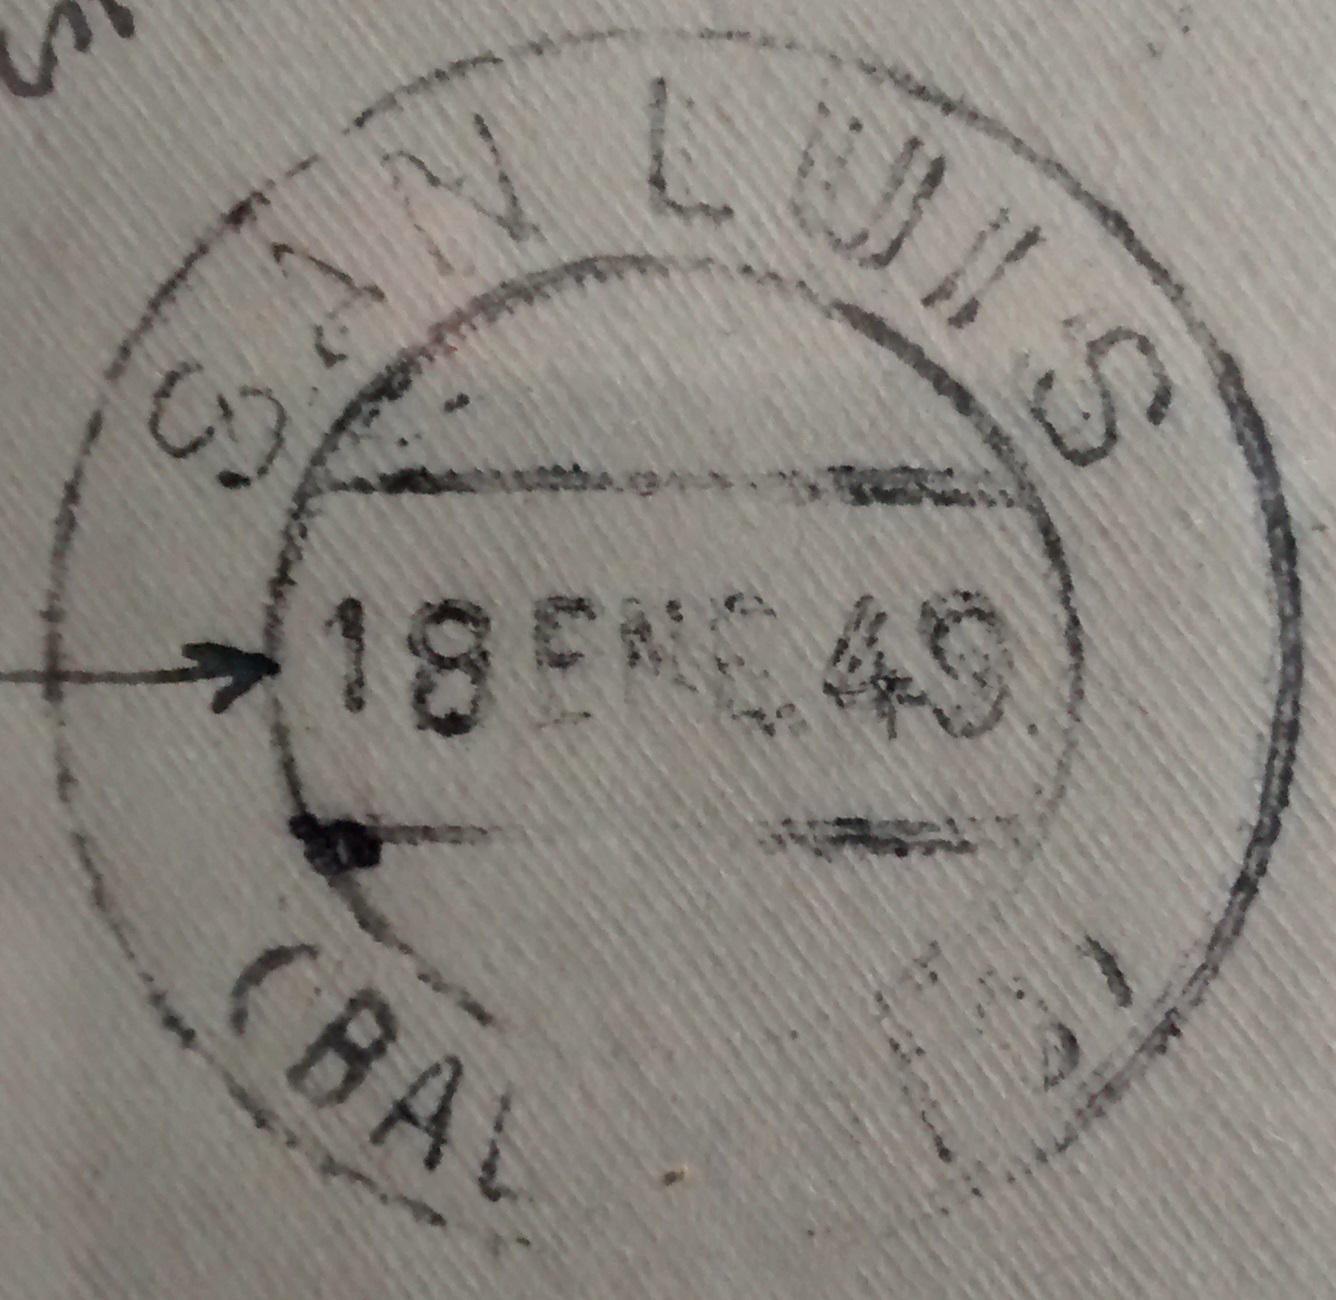 SAN LUIS
18 ENE 49
(BAL